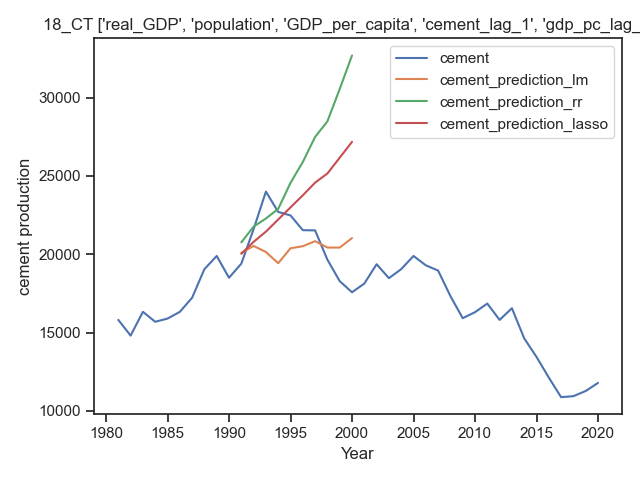 18_CT ['real_GDP', 'population', 'GDP_per_capita', 'cement_lag_1', 'gdp_pc_lag_
cement
cement_prediction_lm
cement_prediction_rr
cement_prediction_lasso
cement production
30000
25000
20000
15000
10000
1980 1985 1990 1995 2000 2005 2010 2015 2020
Year